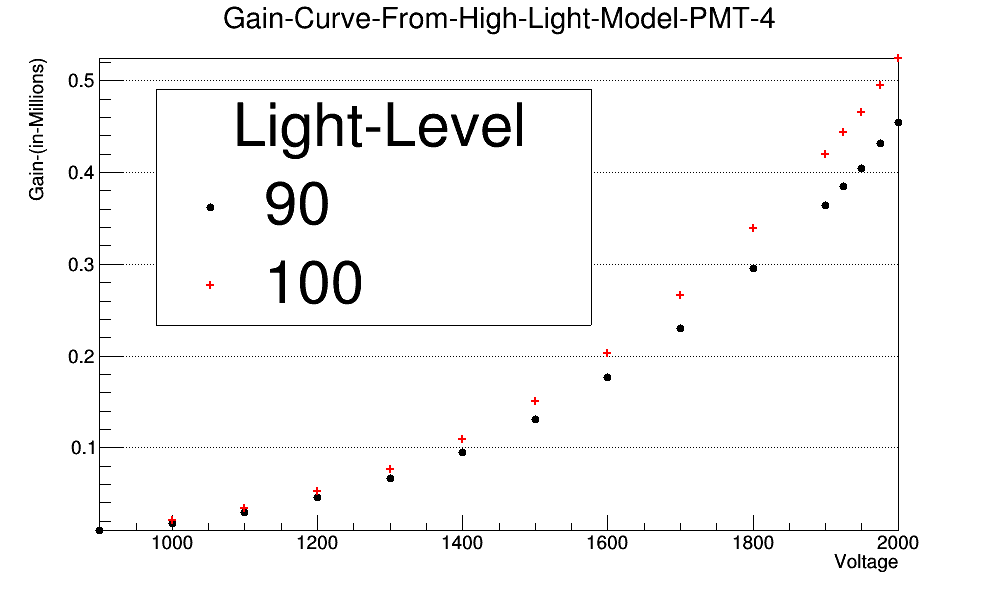 Gain-Curve-From-High-Light-Model-PMT-4
Gain-(in-Millions)
0.5
0.4
0.3
0.2
0.1
Light-Level
90
100
1000 1200 1400 1600 1800 2000
Voltage